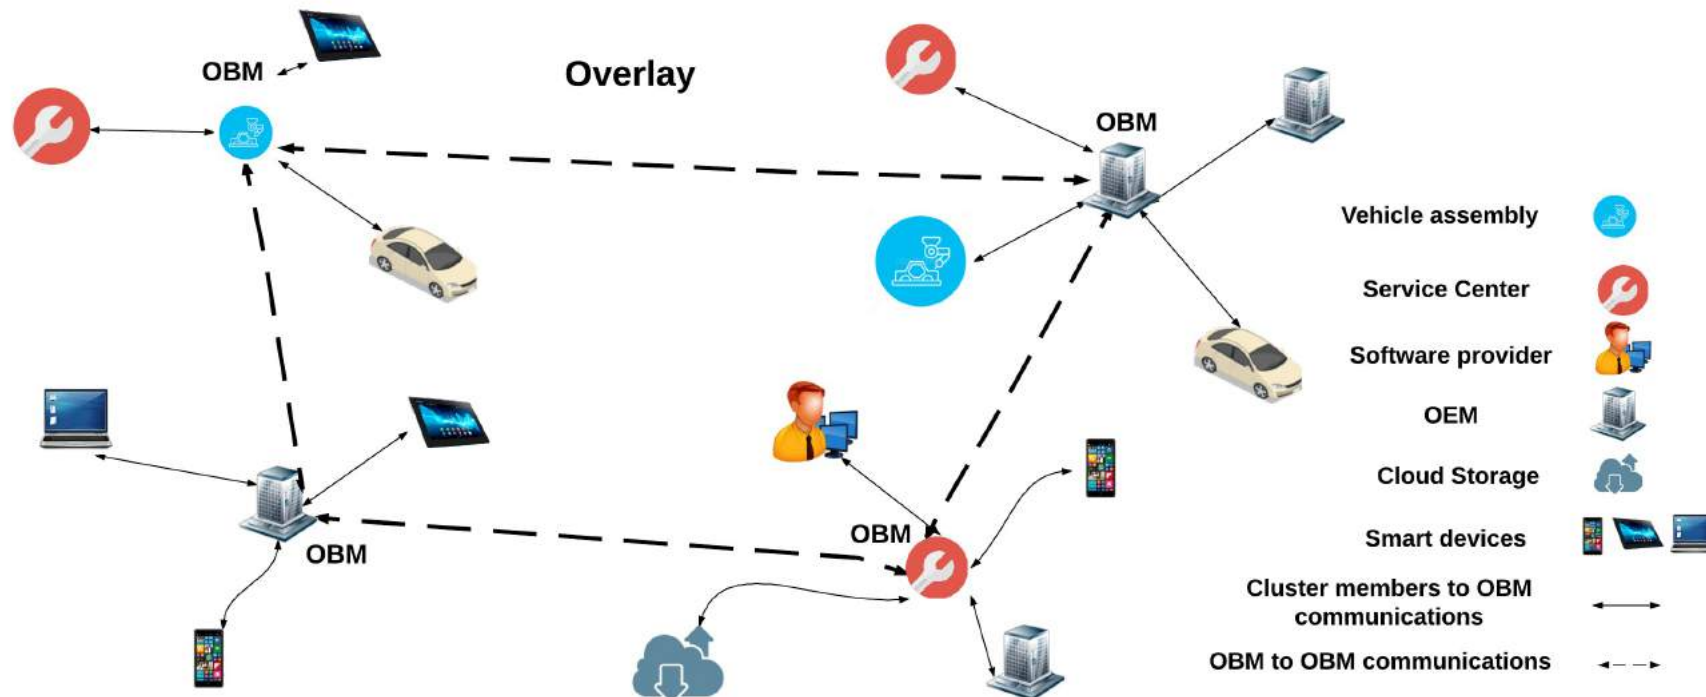 OBM
Overlay
OBM
Vehicle assembly
Service Center
Software provider
OEM
OBM
OBM
Cloud Storage
Smart devices
Cluster members to OBM
communications
OBM to OBM communications